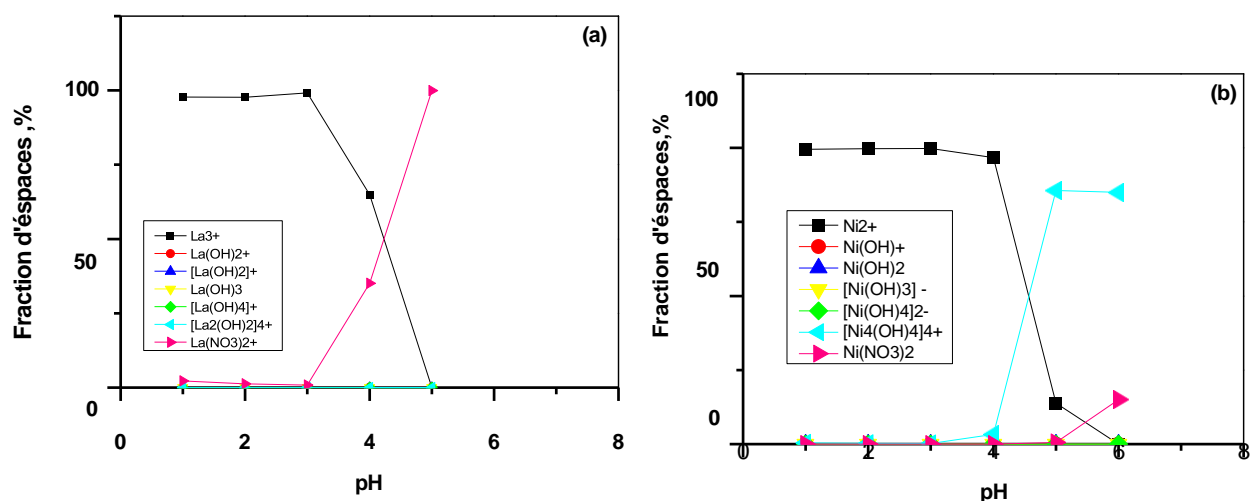 (a)
Fraction d'éspaces ,%
100
50
0
La3+
La(OH)2+
[La(OH)2]+
La(OH)3
[La(OH)4]+
[La2(OH)2]4+
La(NO3)2+
0 2 4 6 8
pH
(b)
Fraction d'éspaces,%
100
50
0
Ni2+
Ni(OH)+
Ni(OH)2
[Ni(OH)3] -
[Ni(OH)4]2-
[Ni4(OH)4]4+
Ni(NO3)2
0 2 4 6 8
pH